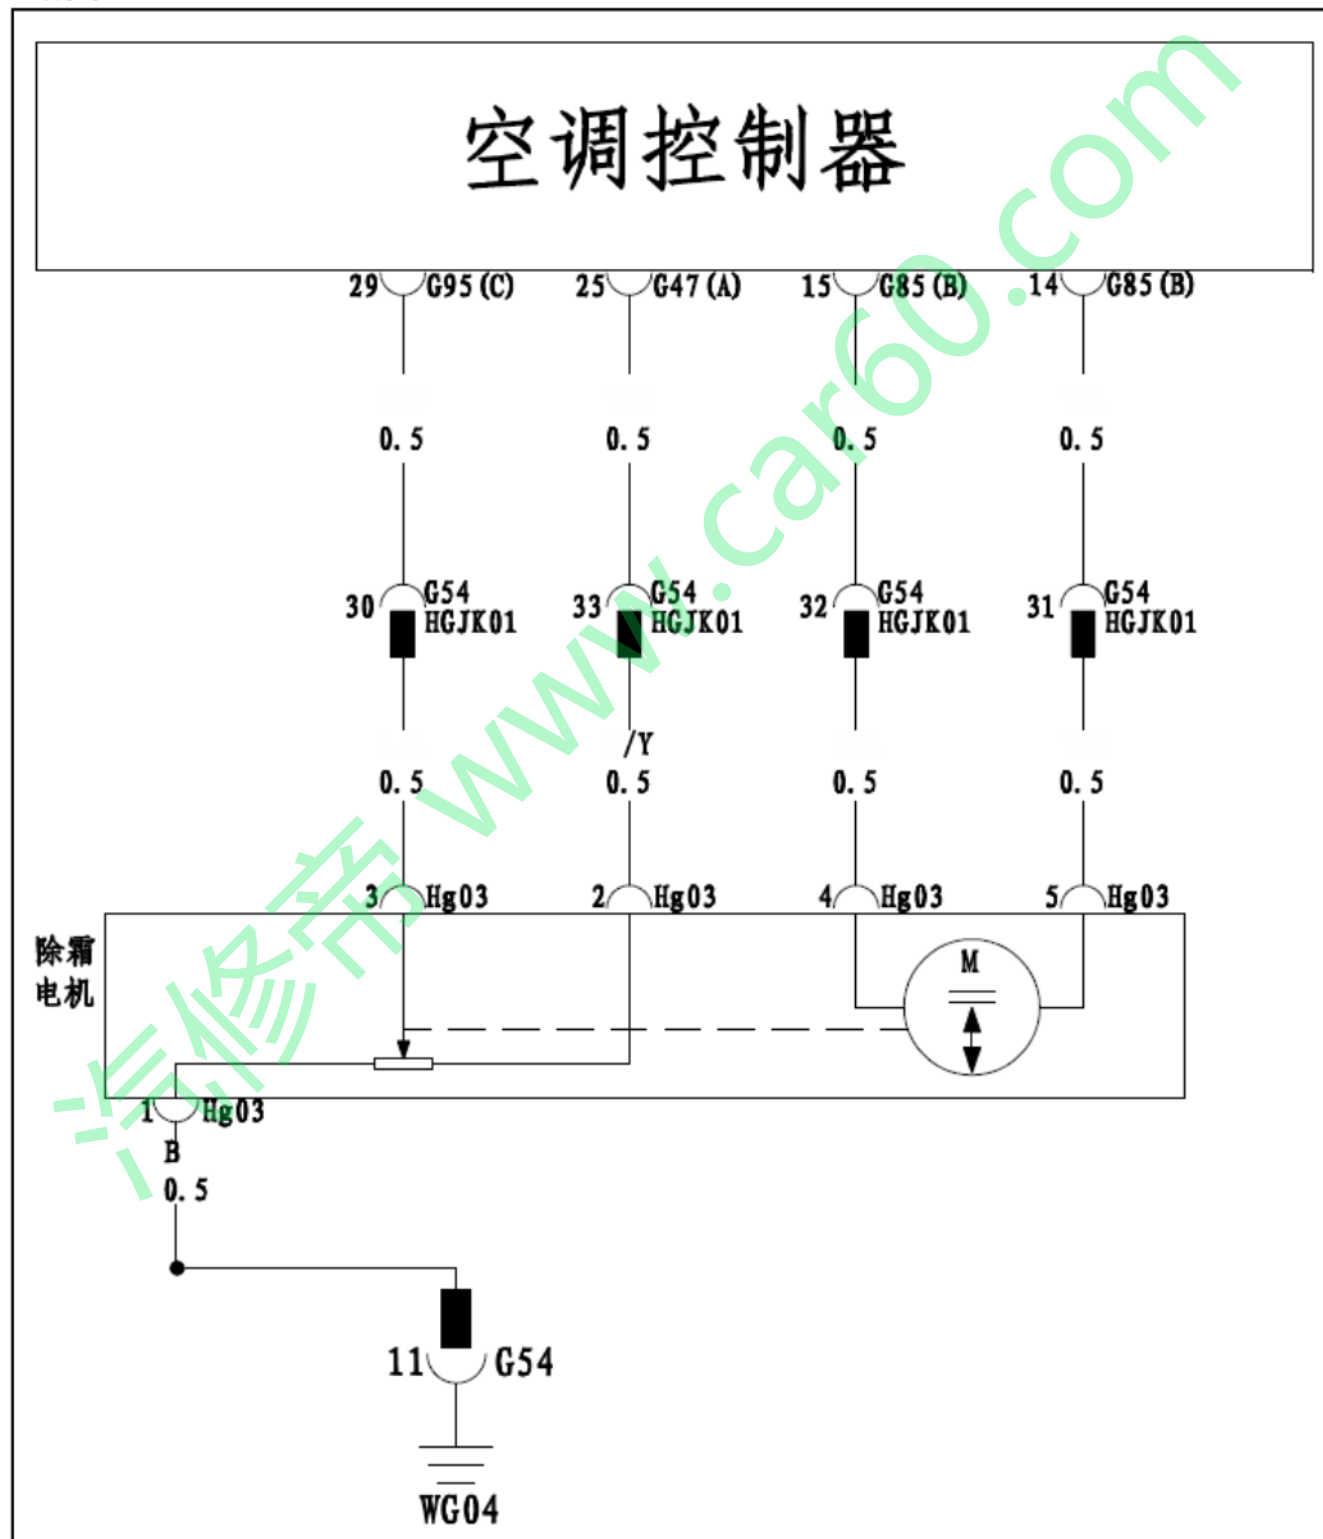 空调控制器
29 G95(C) 25 G47(A) 15 G85(B) 14 G85(B)
0.5 0.5 0.5 0.5
30 G54 33 G54 32 G54 31 G54
HGJK01 HGJK01 HGJK01 HGJK01
/Y
0.5 0.5 0.5 0.5
3 Hg03 2 Hg03 4 Hg03 5 Hg03
除霜
电机
M
1 Hg03
B
0.5
11 G54
WG04
汽修帝 www.car60.com